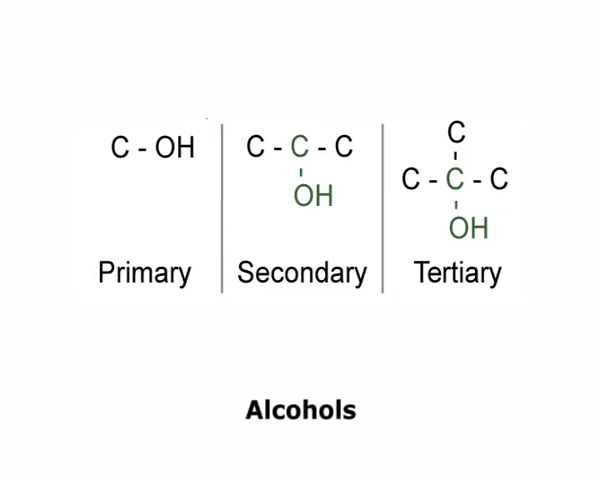 C - OH
Primary
C - C - C
OH
Secondary
C
C - C - C
OH
Tertiary
Alcohols